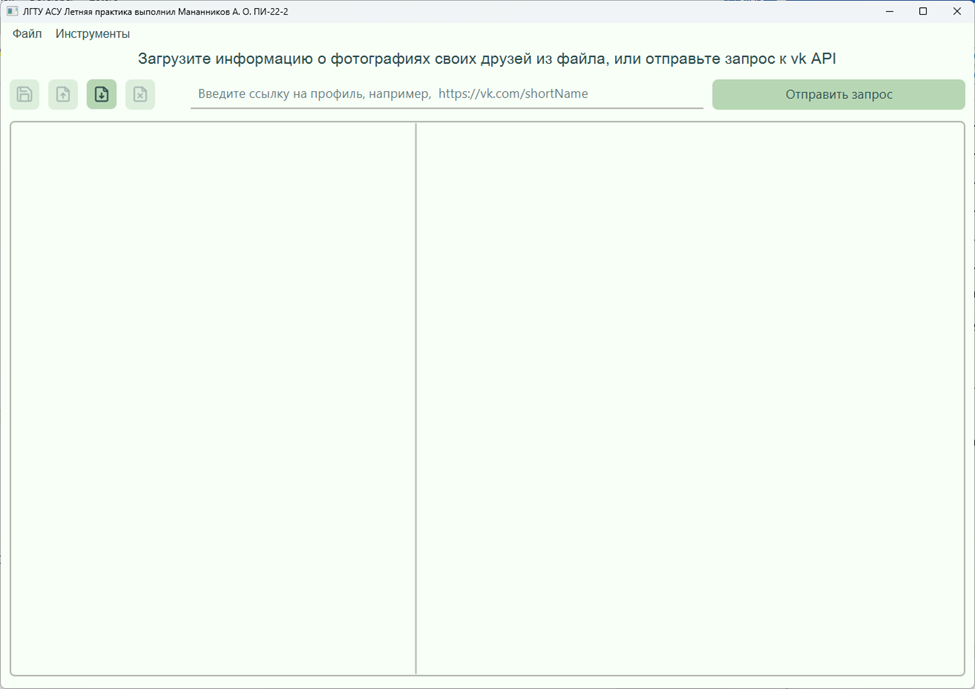 ЛГТУ АСУ Летняя практика выполнил Мананников А. О. ПИ-22-2
Файл Инструменты
Загрузите информацию о фотографиях своих друзей из файла, или отправьте запрос к vk API
Введите ссылку на профиль, например, https://vk.com/shortName
Отправить запрос